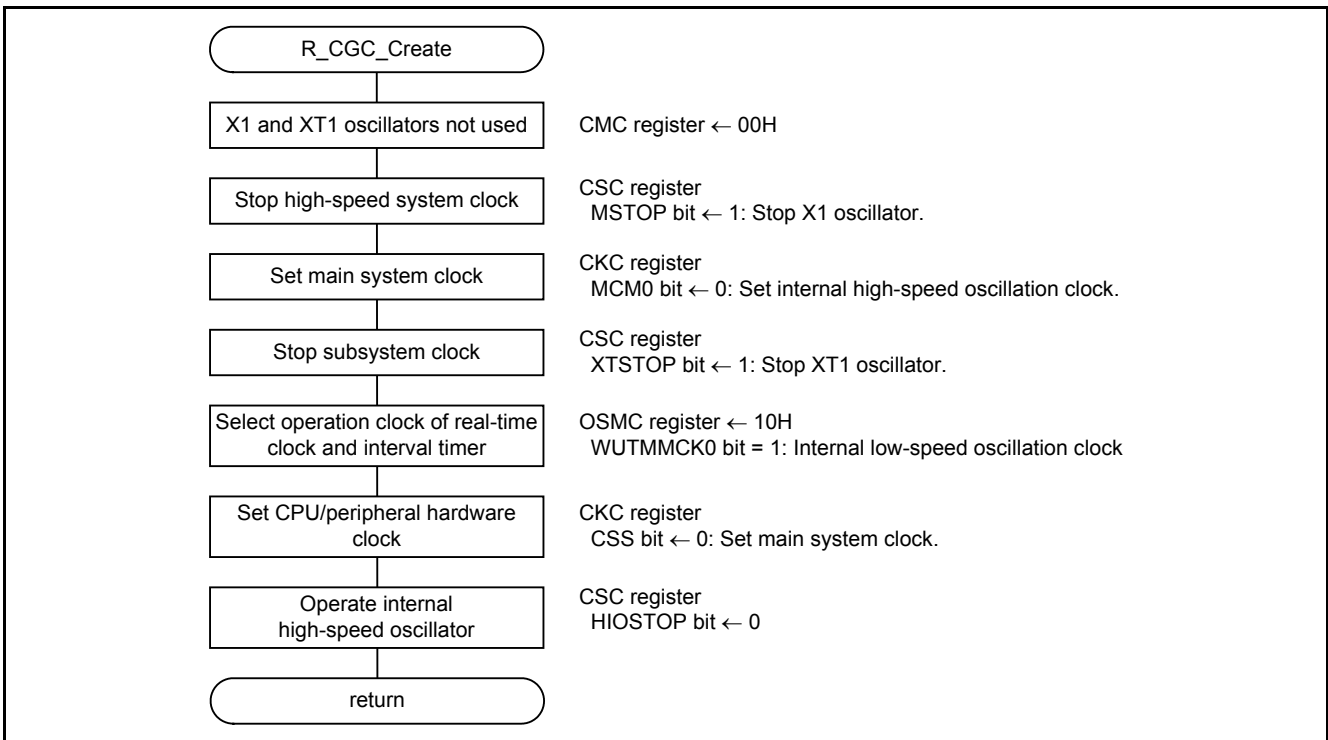 R_CGC_Create
X1 and XT1 oscillators not used
CMC register ← 00H
Stop high-speed system clock
CSC register
MSTOP bit ← 1: Stop X1 oscillator.
Set main system clock
CKC register
MCM0 bit ← 0: Set internal high-speed oscillation clock.
Stop subsystem clock
CSC register
XTSTOP bit ← 1: Stop XT1 oscillator.
Select operation clock of real-time
clock and interval timer
OSMC register ← 10H
WUTMMCK0 bit = 1: Internal low-speed oscillation clock
Set CPU/peripheral hardware
clock
CKC register
CSS bit ← 0: Set main system clock.
Operate internal
high-speed oscillator
CSC register
HIOSTOP bit ← 0
return